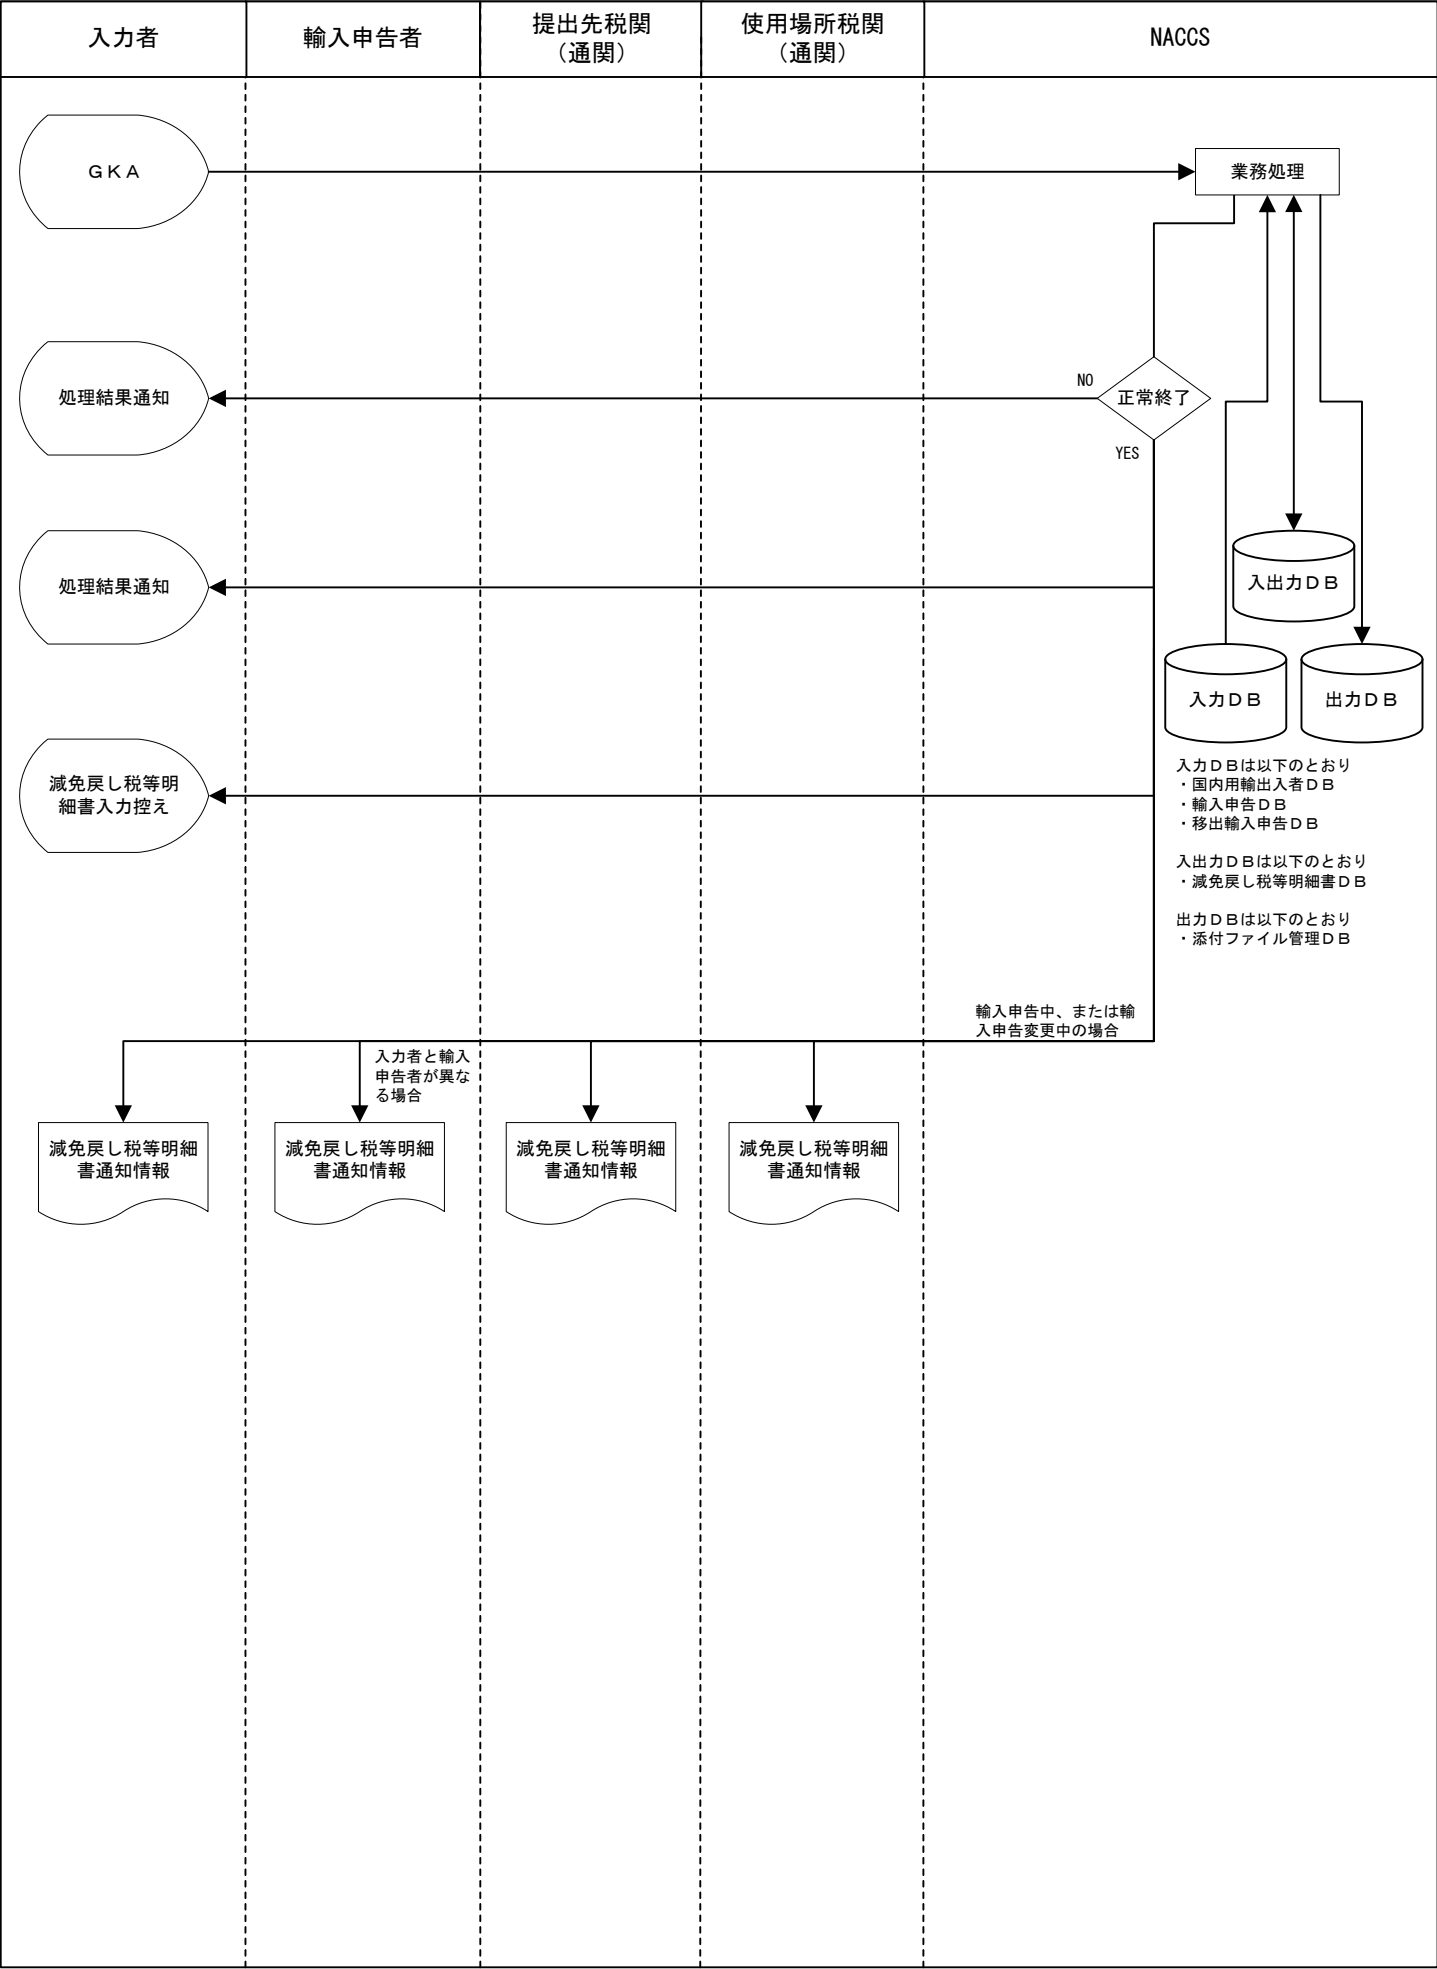 入力者
輸入申告者
提出先税関
（通関）
使用場所税関
（通関）
NACCS
ＧＫＡ
業務処理
処理結果通知
NO
正常終了
YES
処理結果通知
入出力ＤＢ
入力ＤＢ
出力ＤＢ
減免戻し税等明
細書入力控え
入力ＤＢは以下のとおり
・国内用輸出入者ＤＢ
・輸入申告ＤＢ
・移出輸入申告ＤＢ
入出力ＤＢは以下のとおり
・減免戻し税等明細書ＤＢ
出力ＤＢは以下のとおり
・添付ファイル管理ＤＢ
輸入申告中、または輸
入申告変更中の場合
入力者と輸入
申告者が異な
る場合
減免戻し税等明細
書通知情報
減免戻し税等明細
書通知情報
減免戻し税等明細
書通知情報
減免戻し税等明細
書通知情報